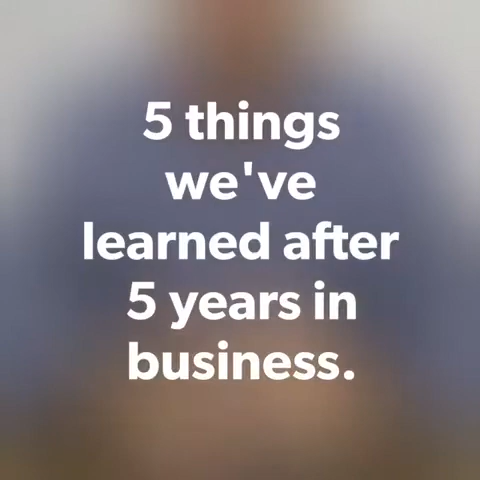 5 things
we've
learned after
5 years in
business.